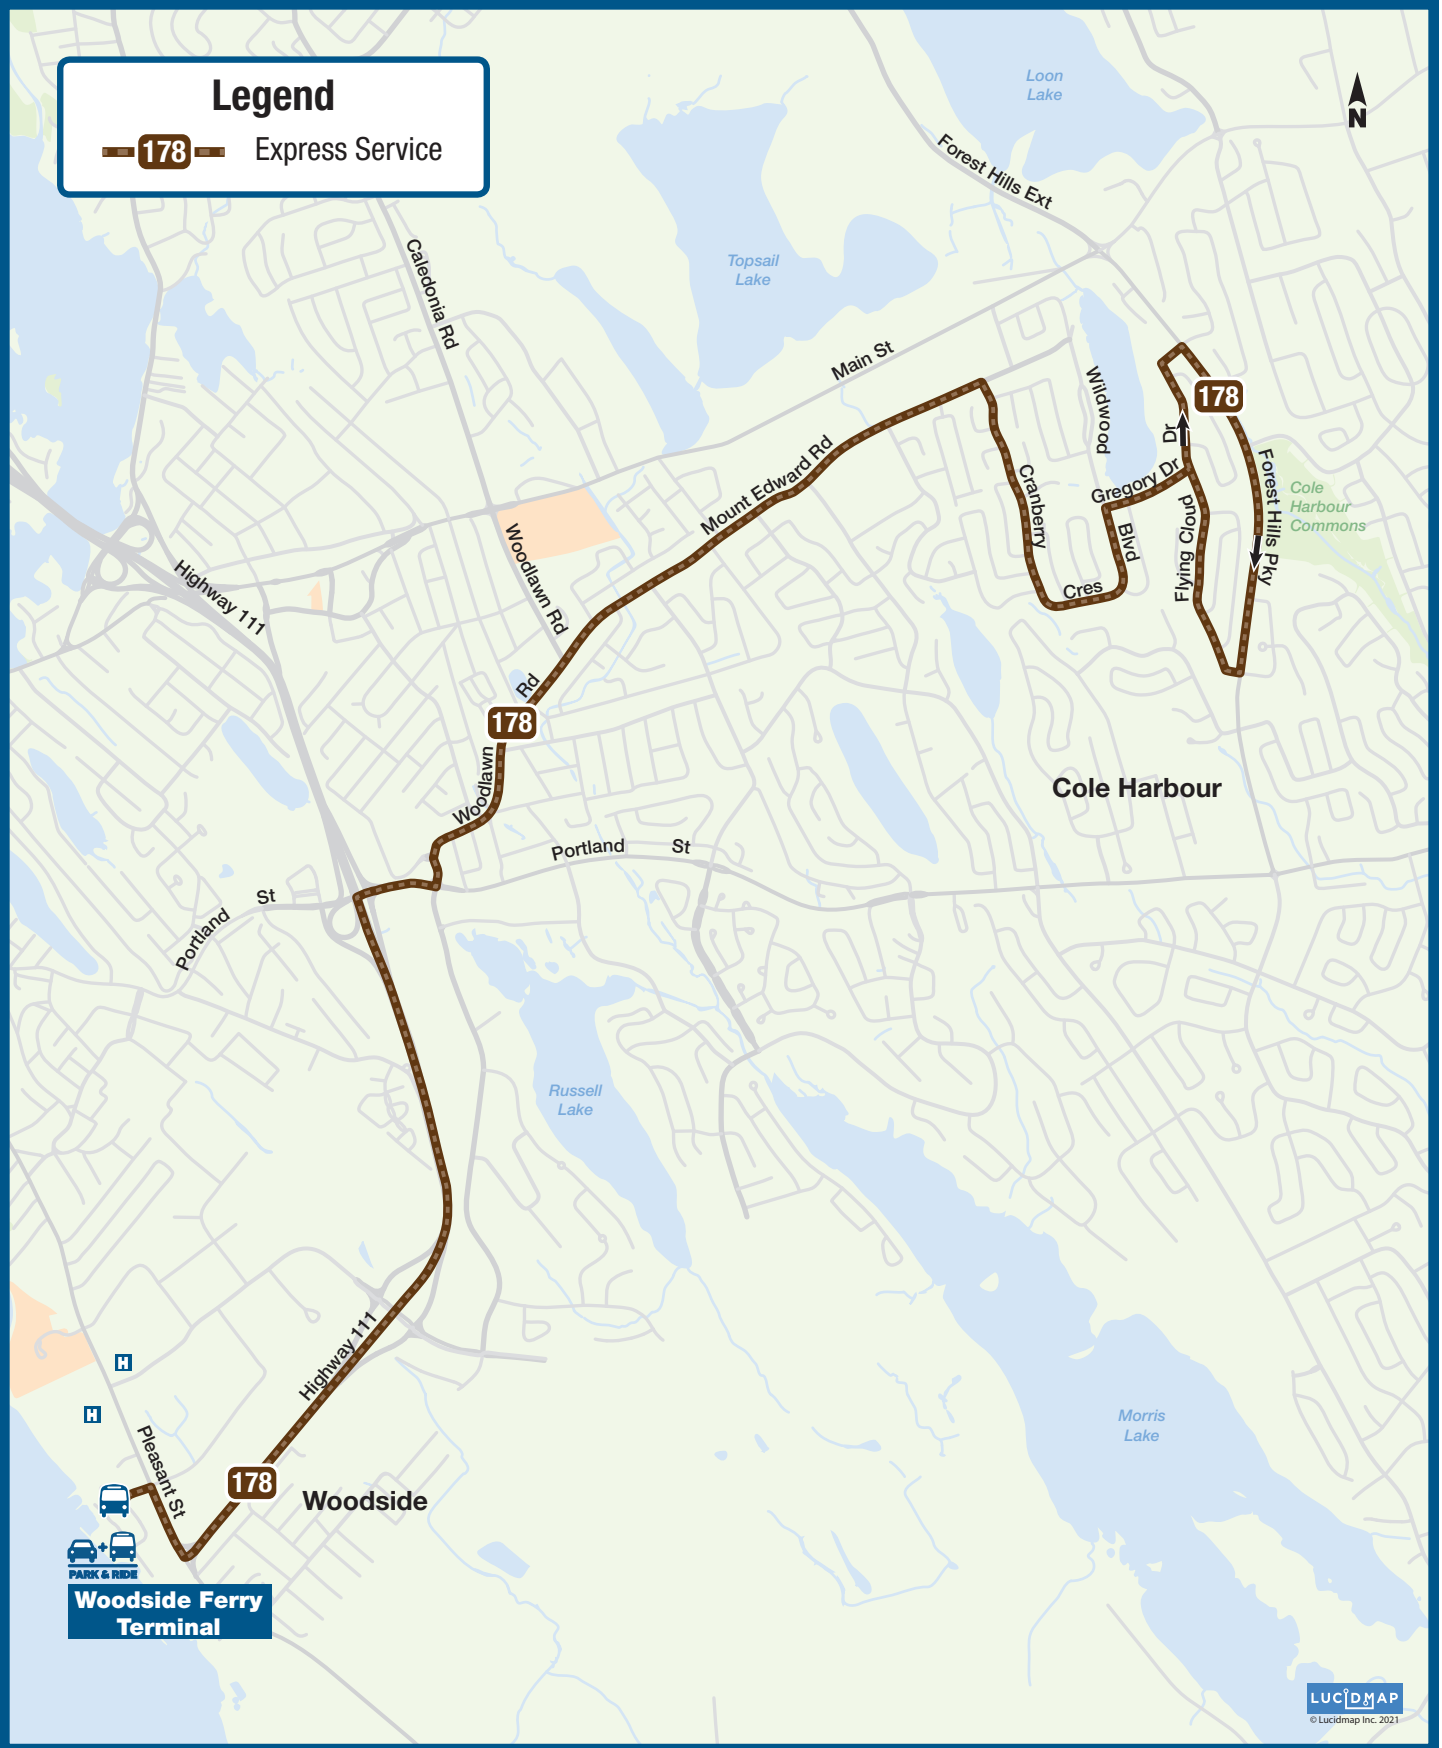 Legend
178
Express Service
N
Loon
Lake
Forest Hills Ext
Caledonia Rd
Topsail
Lake
Main St
Wildwood
178
Dr
Mount Edward Rd
Cranberry
Gregory Dr
Forest Hills Pky
Cole
Harbour
Commons
Woodlawn Rd
Blvd
Flying Cloud
Highway 111
Cres
Rd
178
Woodlawn
Cole Harbour
Portland St
Portland St
Russell
Lake
Highway 111
H
H
Morris
Lake
Pleasant St
178
Woodside
+
PARK & RIDE
Woodside Ferry
Terminal
LUCIDMAP
© Lucidmap Inc. 2021